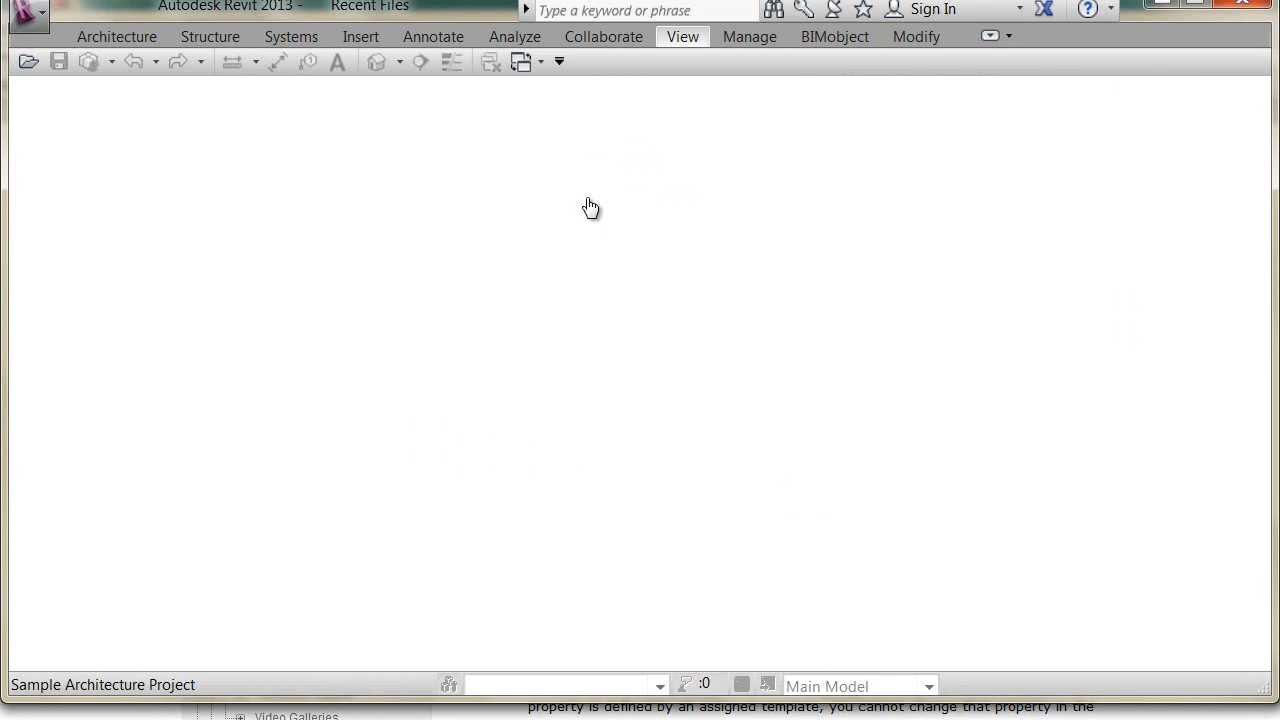 Autodesk Revit 2013 - Recent Files
Type a keyword or phrase
Sign In
Architecture Structure Systems Insert Annotate Analyze Collaborate View Manage BIMobject Modify
Sample Architecture Project
:0
Main Model
Video Galleries
property is defined by an assigned template, you cannot change that property in the